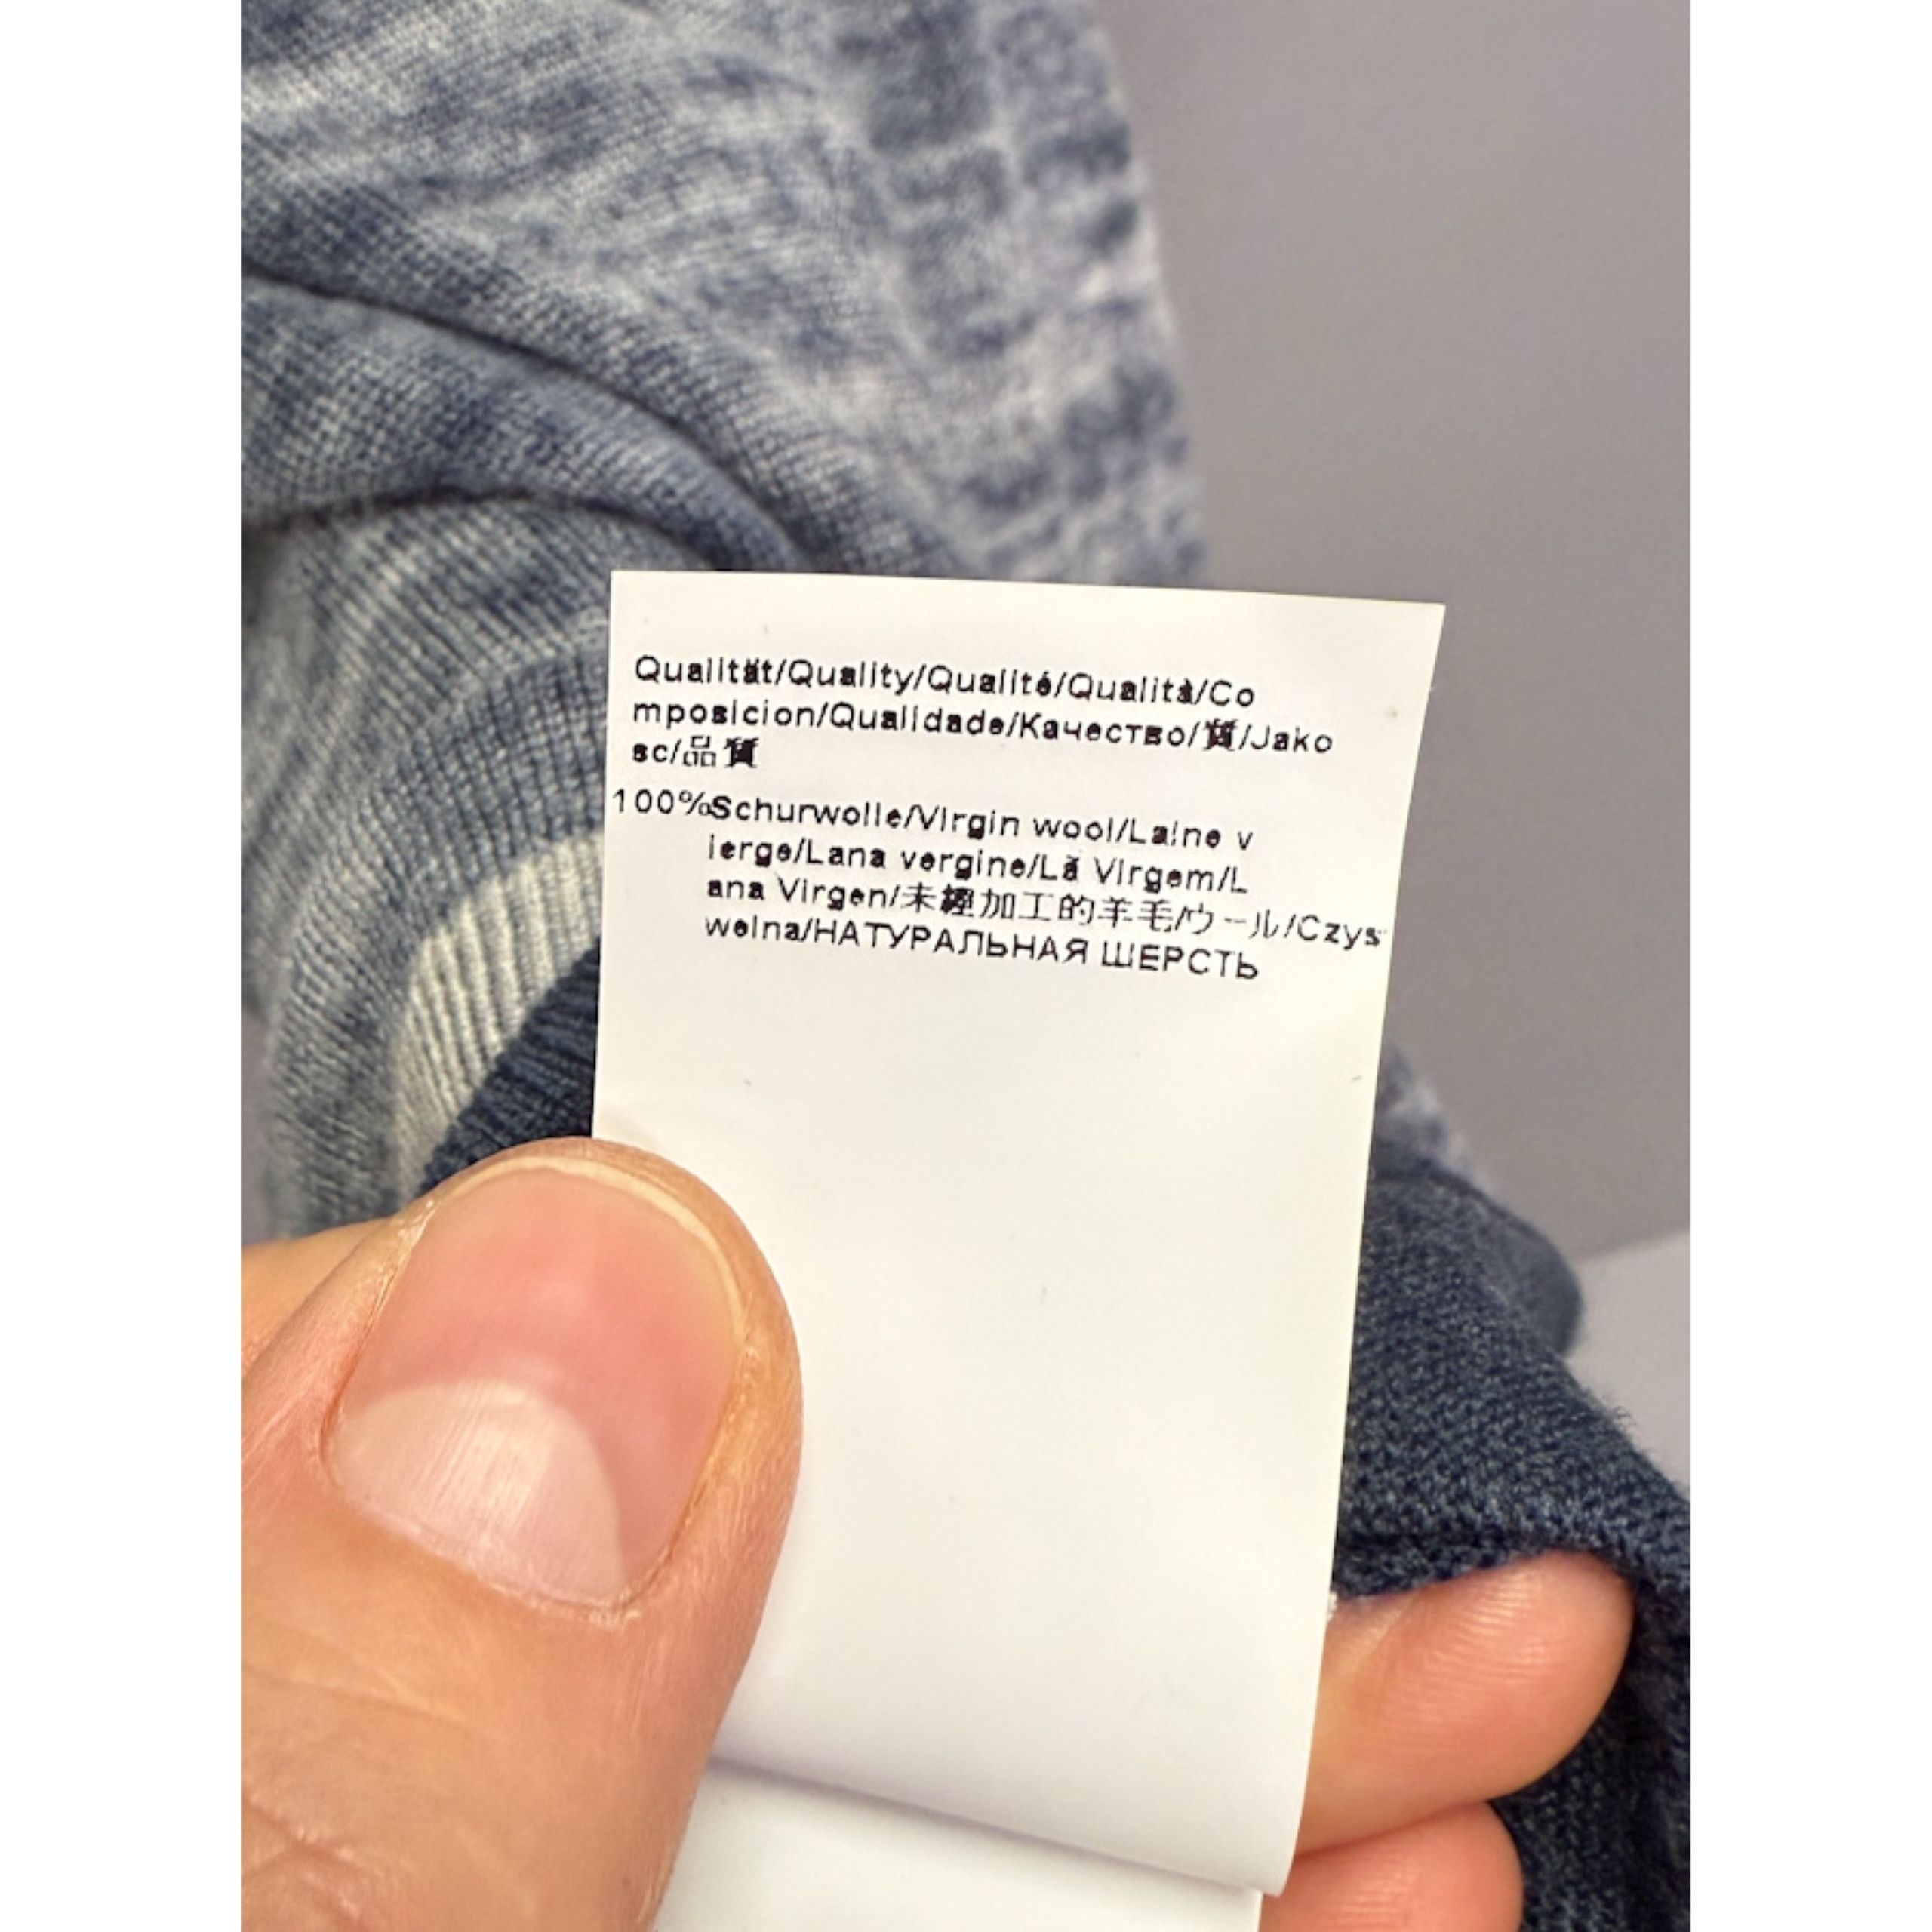 Qualität/Quality/Qualité/Qualità/Co
mposicion/Qualidade/Качество/質/Jako
sc/品質
100%Schurwolle/Virgin wool/Laine v
ierge/Lana vergine/Lã Virgem/L
ana Virgen/未經加工的羊毛/ウール/Czys
welna/НАТУРАЛЬНАЯ ШЕРСТЬ